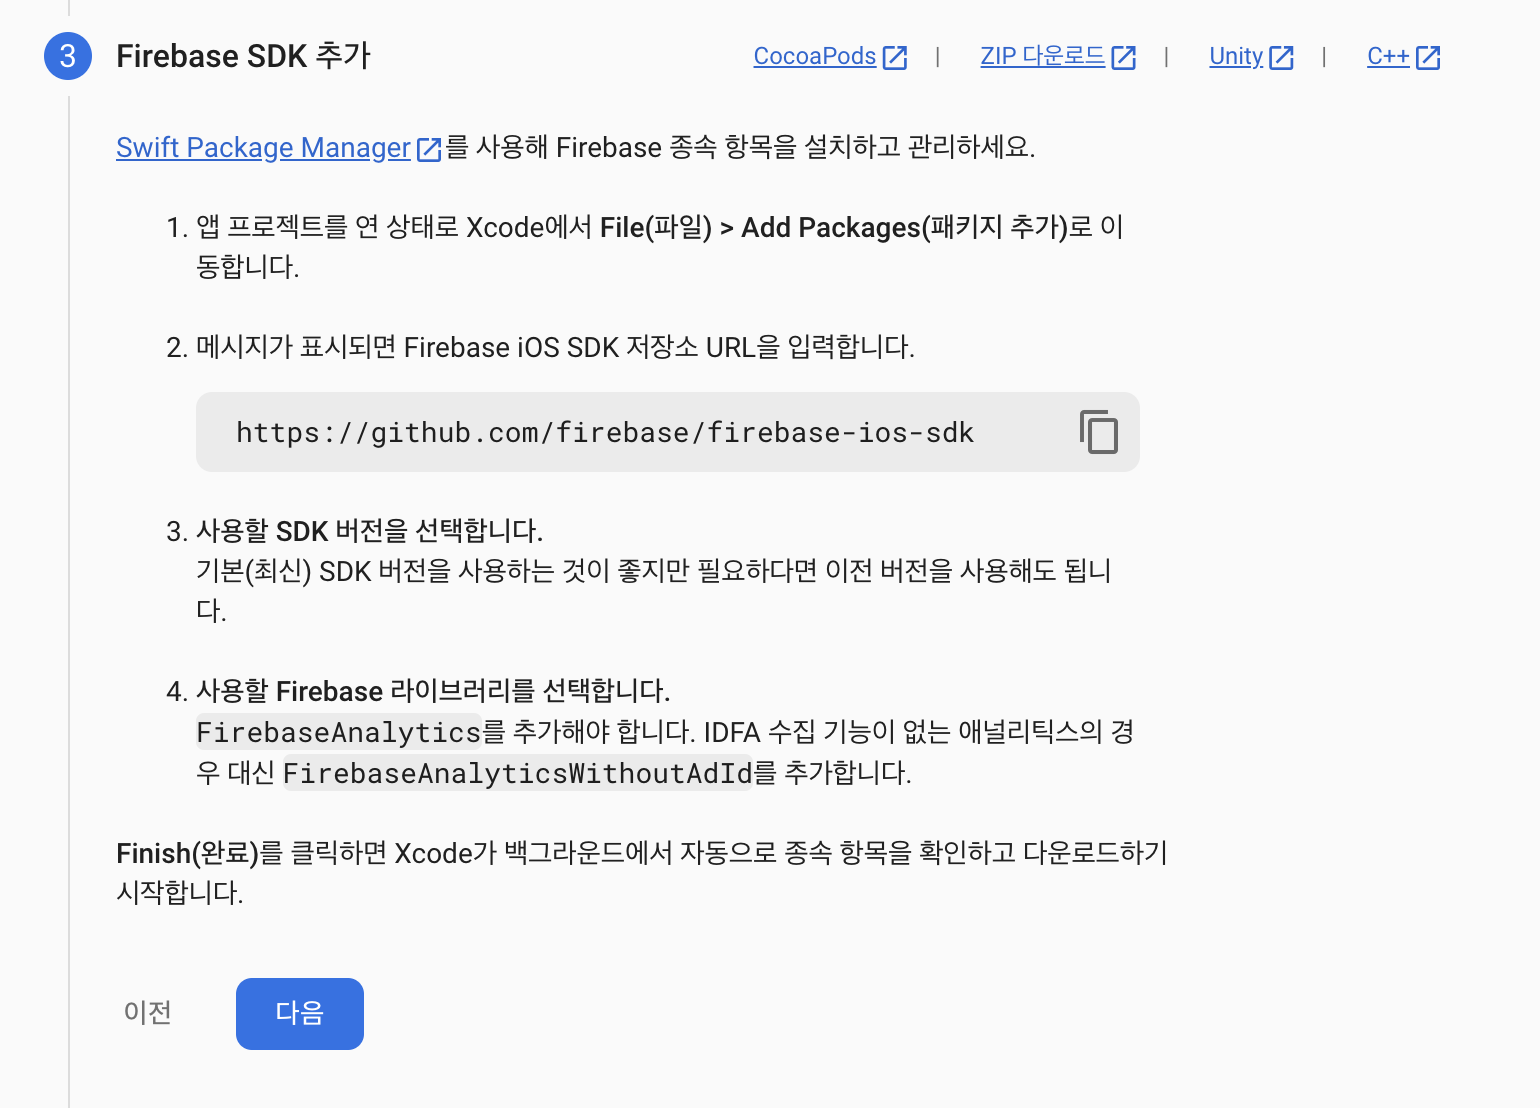 3 Firebase SDK 추가 CocoaPods | ZIP 다운로드 | Unity | C++
Swift Package Manager를 사용해 Firebase 종속 항목을 설치하고 관리하세요.
1. 앱 프로젝트를 연 상태로 Xcode에서 File(파일) > Add Packages(패키지 추가)로 이
동합니다.
2. 메시지가 표시되면 Firebase iOS SDK 저장소 URL을 입력합니다.
https://github.com/firebase/firebase-ios-sdk
3. 사용할 SDK 버전을 선택합니다.
기본(최신) SDK 버전을 사용하는 것이 좋지만 필요하다면 이전 버전을 사용해도 됩니
다.
4. 사용할 Firebase 라이브러리를 선택합니다.
FirebaseAnalytics를 추가해야 합니다. IDFA 수집 기능이 없는 애널리틱스의 경
우 대신 FirebaseAnalyticsWithoutAdId를 추가합니다.
Finish(완료)를 클릭하면 Xcode가 백그라운드에서 자동으로 종속 항목을 확인하고 다운로드하기
시작합니다.
이전 다음